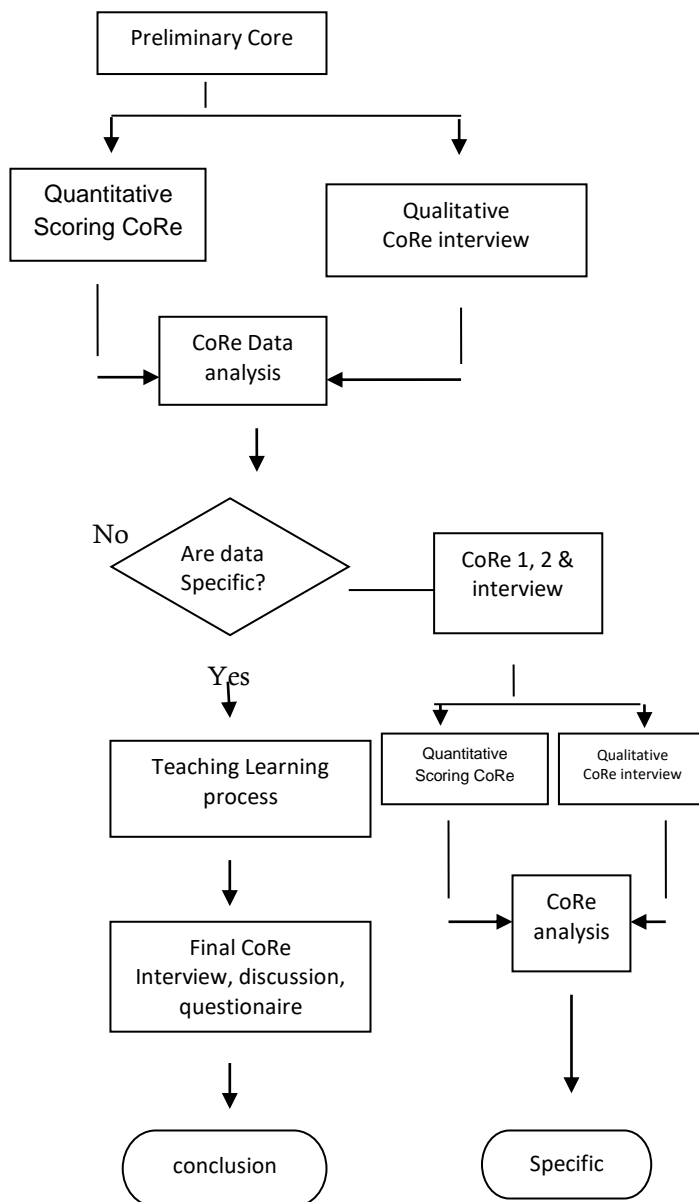 Preliminary Core
Quantitative
Scoring CoRe
Qualitative
CoRe interview
CoRe Data
analysis
No
Are data
Specific?
CoRe 1, 2 &
interview
Yes
Quantitative
Scoring CoRe
Qualitative
CoRe interview
Teaching Learning
process
CoRe
analysis
Final CoRe
Interview, discussion,
questionaire
conclusion
Specific